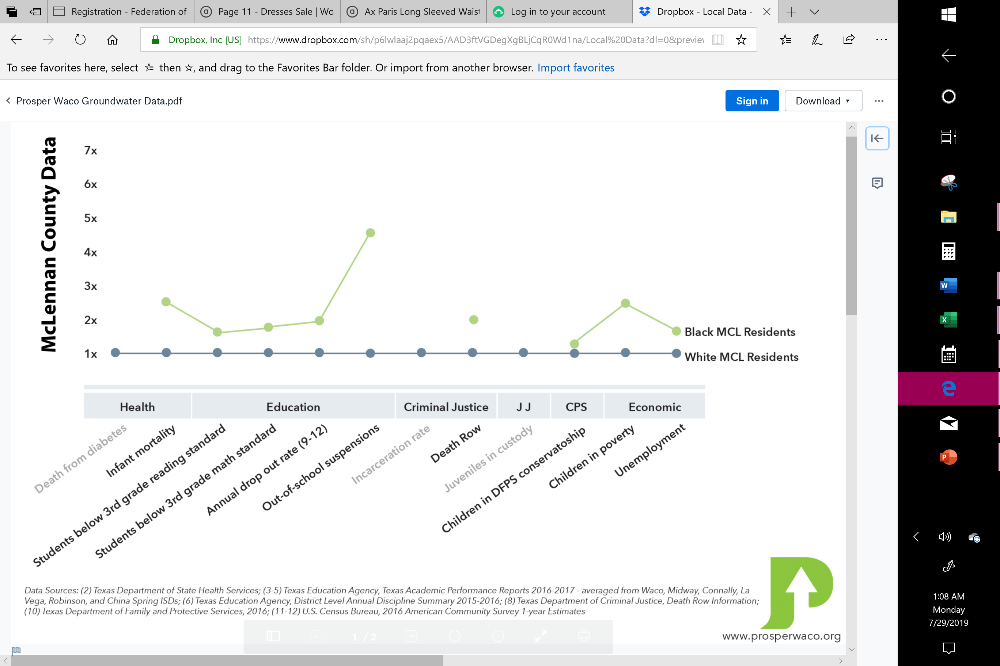 Registration - Federation of
Page 11 - Dresses Sale | Wo
Ax Paris Long Sleeved Waist
Log in to your account
Dropbox - Local Data -
Dropbox, Inc [US] https://www.dropbox.com/sh/p6lwlaaj2pqaex5/AAD3ftVGDegXgBLjCqR0Wd1na/Local%20Data?dl=0&preview
To see favorites here, select then , and drag to the Favorites Bar folder. Or import from another browser. Import favorites
Prosper Waco Groundwater Data.pdf
Sign in
Download
McLennan County Data
7x
6x
5x
4x
3x
2x
1x
Black MCL Residents
White MCL Residents
Health
Education
Criminal Justice
J J
CPS
Economic
Death from diabetes
Infant mortality
Students below 3rd grade reading standard
Students below 3rd grade math standard
Annual drop out rate (9-12)
Out-of-school suspensions
Incarceration rate
Death Row
Juveniles in custody
Children in DFPS conservatoship
Children in poverty
Unemployment
Data Sources: (2) Texas Department of State Health Services; (3-5) Texas Education Agency, Texas Academic Performance Reports 2016-2017 - averaged from Waco, Midway, Connally, La
Vega, Robinson, and China Spring ISDs; (6) Texas Education Agency, District Level Annual Discipline Summary 2015-2016; (8) Texas Department of Criminal Justice, Death Row Information;
(10) Texas Department of Family and Protective Services, 2016; (11-12) U.S. Census Bureau, 2016 American Community Survey 1-year Estimates
www.prosperwaco.org
1 / 2
W
X
P
1:08 AM
Monday
7/29/2019